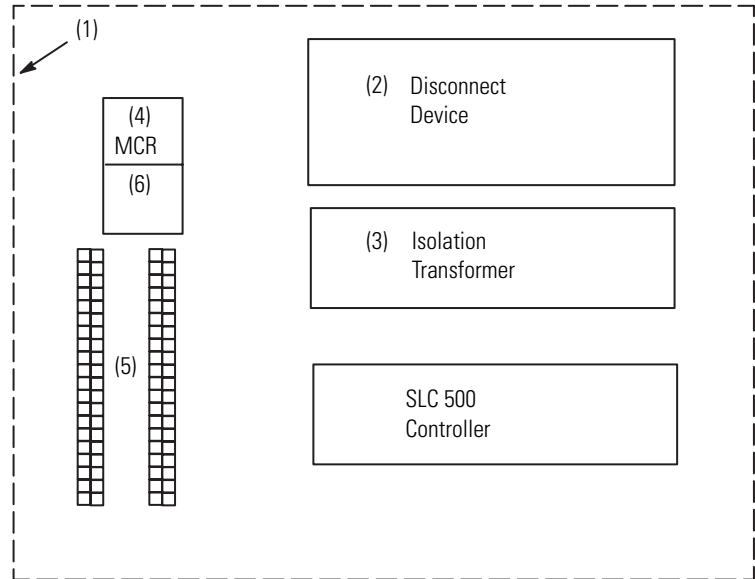 (1)
(2) Disconnect
Device
(4)
MCR
(6)
(3) Isolation
Transformer
(5)
SLC 500
Controller